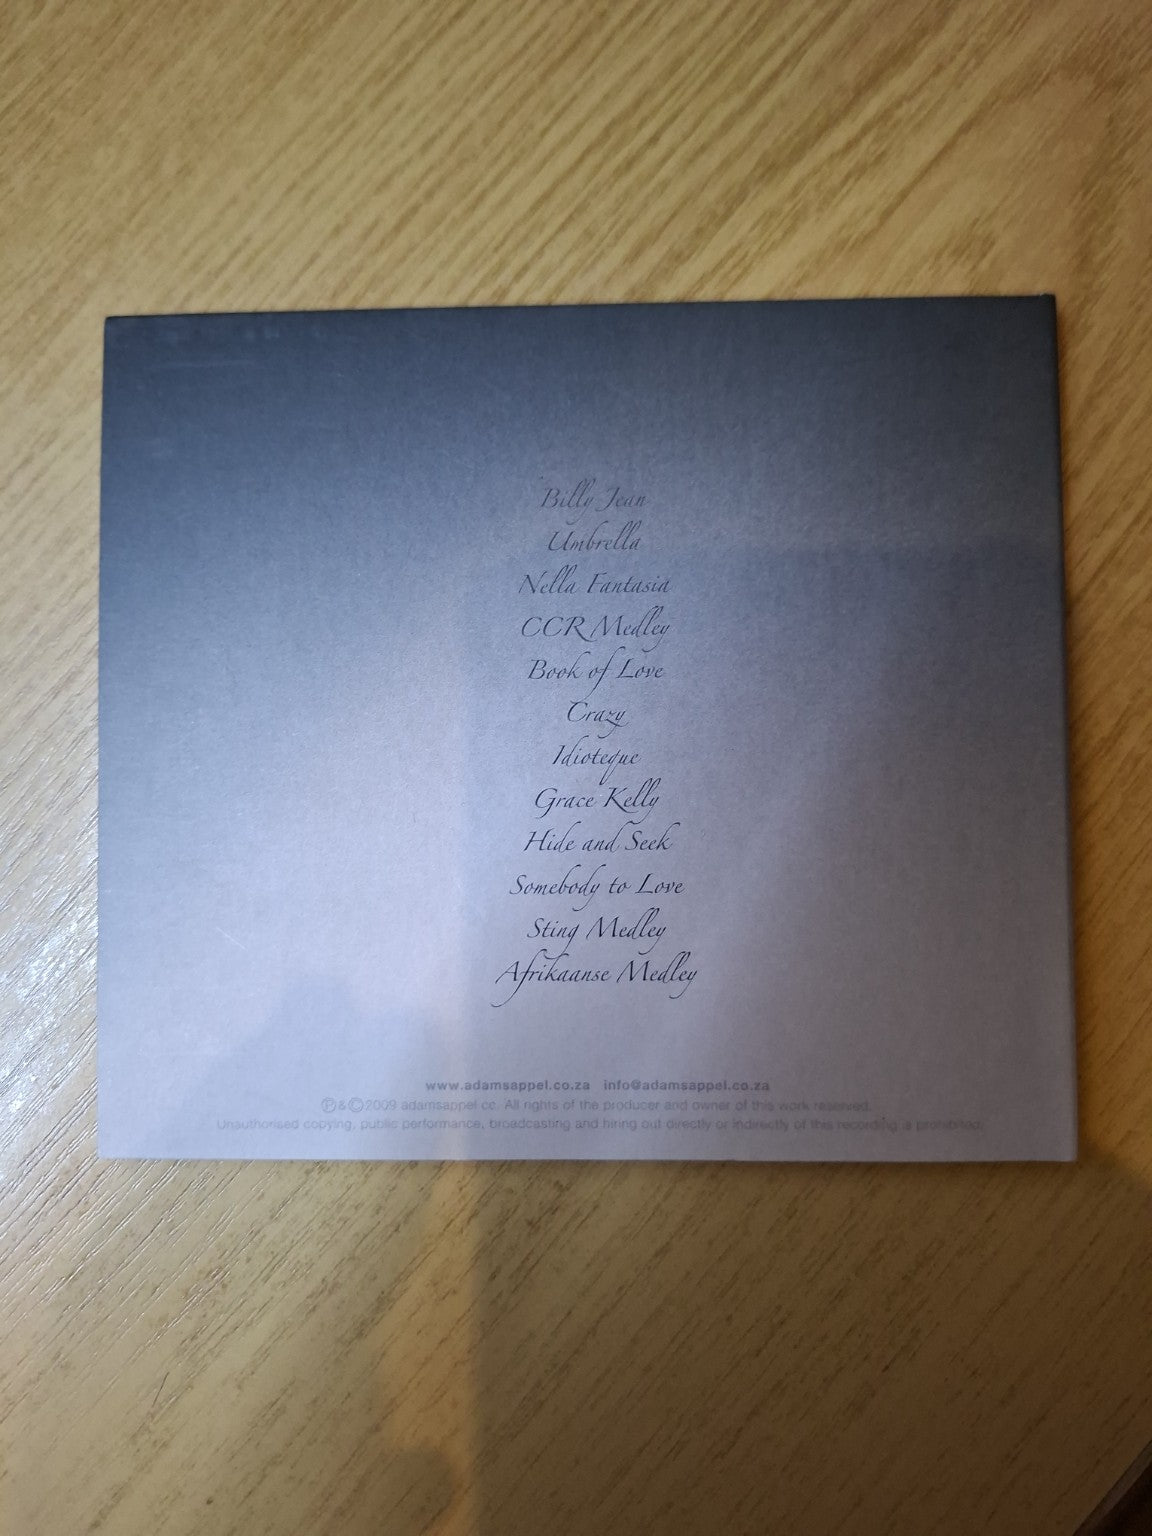 Billy Jean
Umbrella
Nella Fantasia
CCR Medley
Book of Love
Crazy
Idioteque
Grace Kelly
Hide and Seek
Somebody to Love
Sting Medley
Afrikaanse Medley
www.adamsappel.co.za info@adamsappel.co.za
℗&©2009 adamsappel cc. All rights of the producer and owner of this work reserved.
Unauthorised copying, public performance, broadcasting and hiring out directly or indirectly of this recording is prohibited.